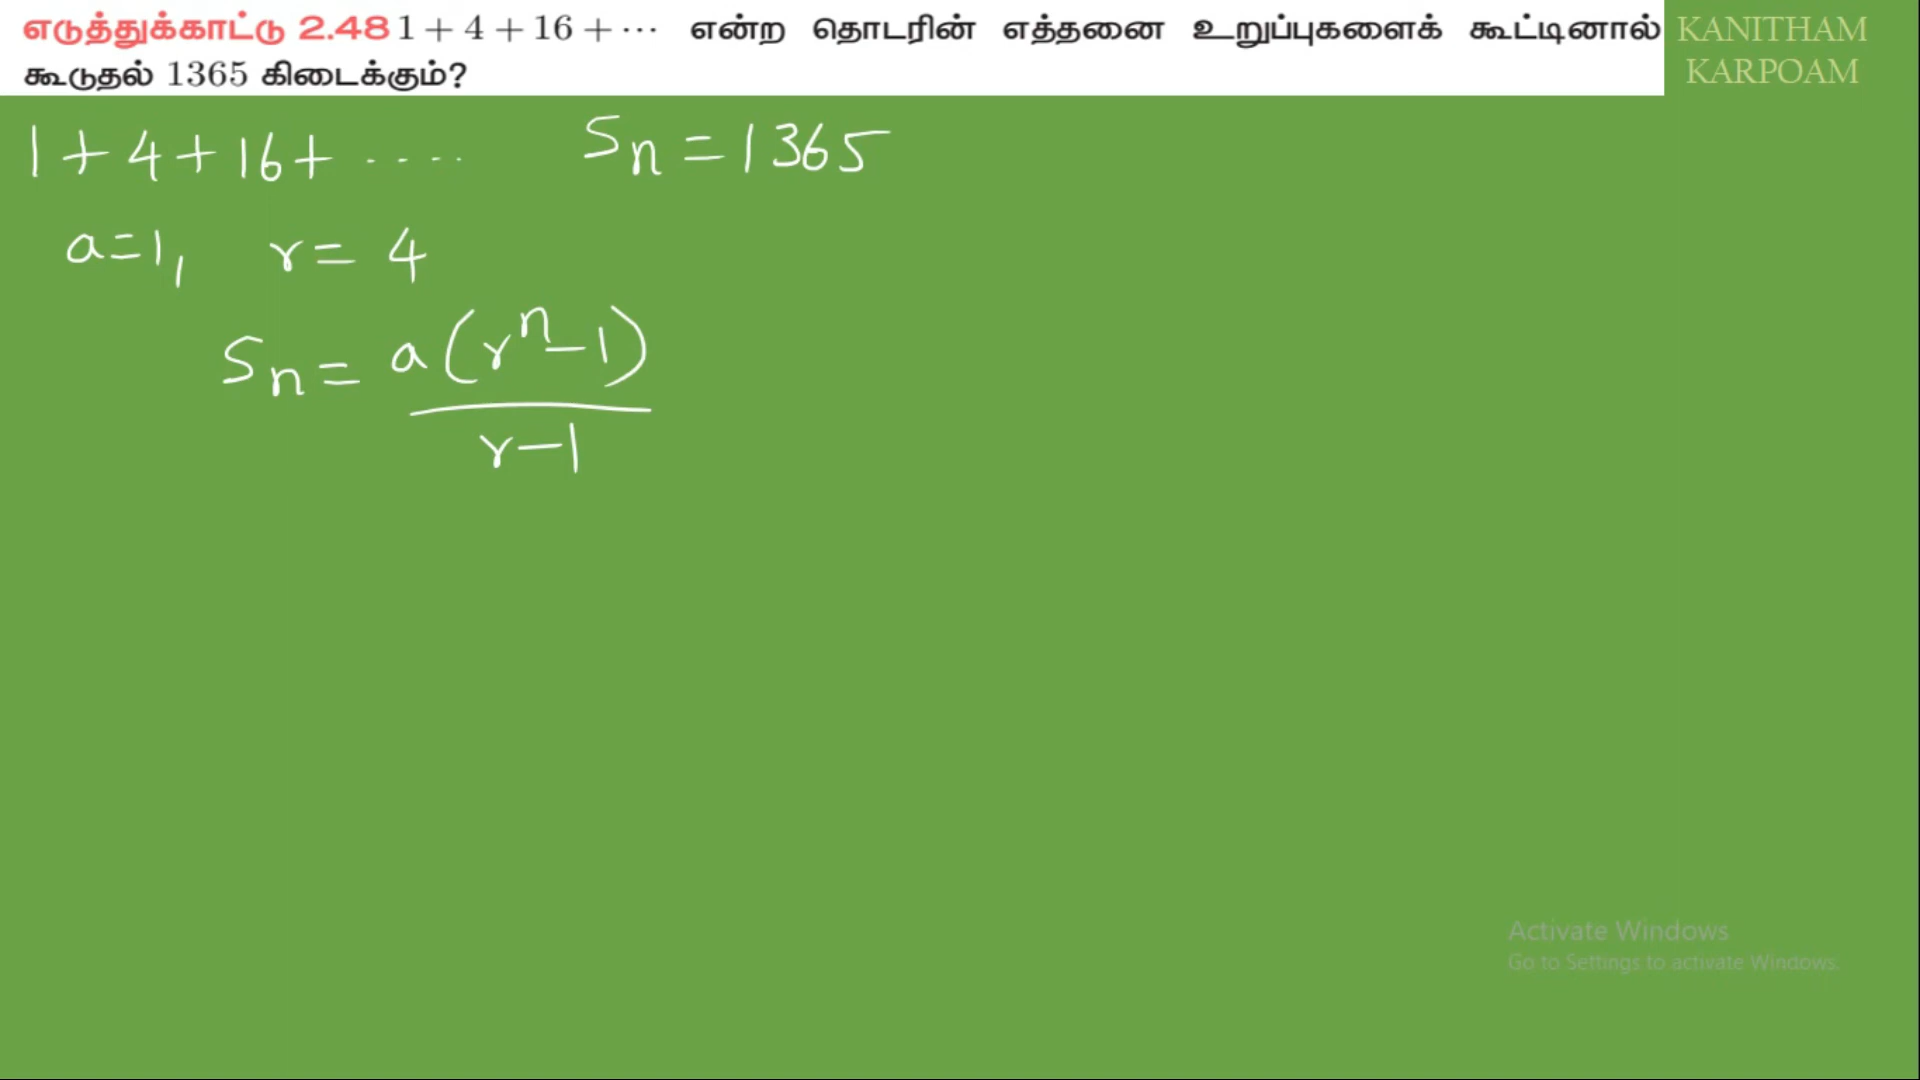 எடுத்துக்காட்டு 2.48 1 + 4 + 16 + ⋯ என்ற தொடரின் எத்தனை உறுப்புகளைக் கூட்டினால்
கூடுதல் 1365 கிடைக்கும்?
KANITHAM
KARPOAM
1 + 4 + 16 + ..... Sn = 1365
a = 1, r = 4
Sn = a(r^n - 1)
r - 1
Activate Windows
Go to Settings to activate Windows.